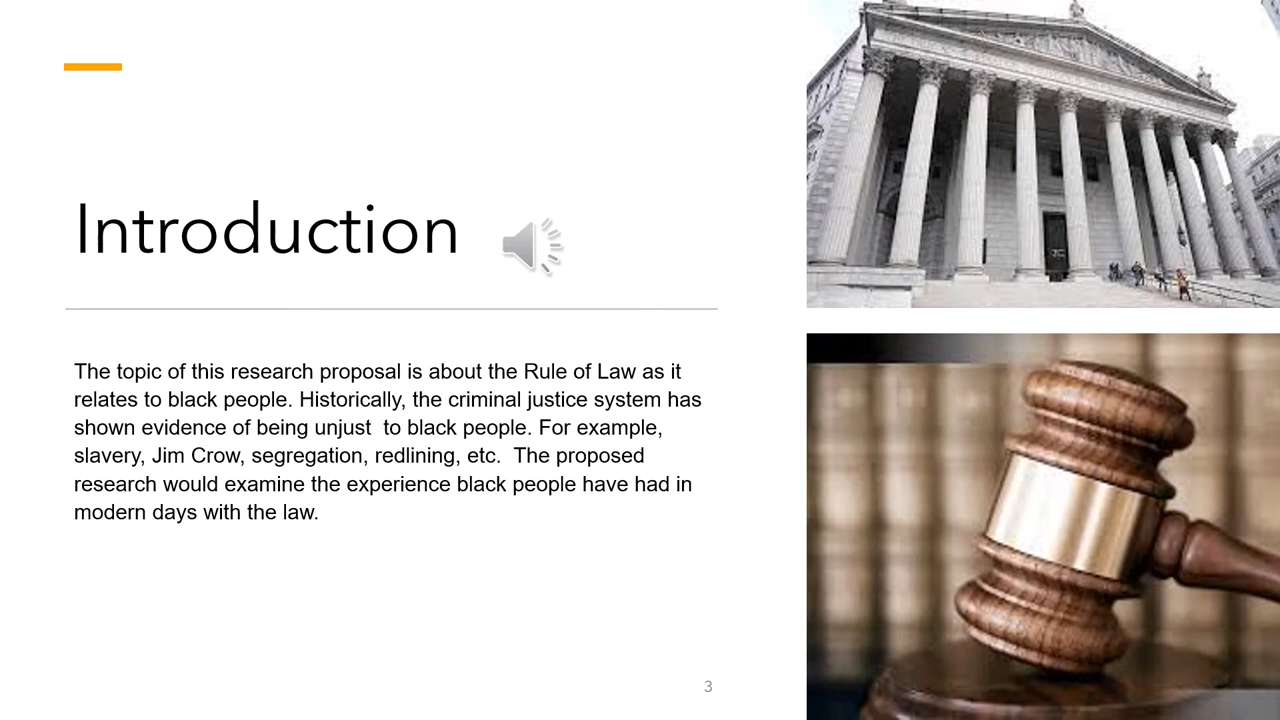 Introduction
The topic of this research proposal is about the Rule of Law as it
relates to black people. Historically, the criminal justice system has
shown evidence of being unjust  to black people. For example,
slavery, Jim Crow, segregation, redlining, etc.  The proposed
research would examine the experience black people have had in
modern days with the law.
3